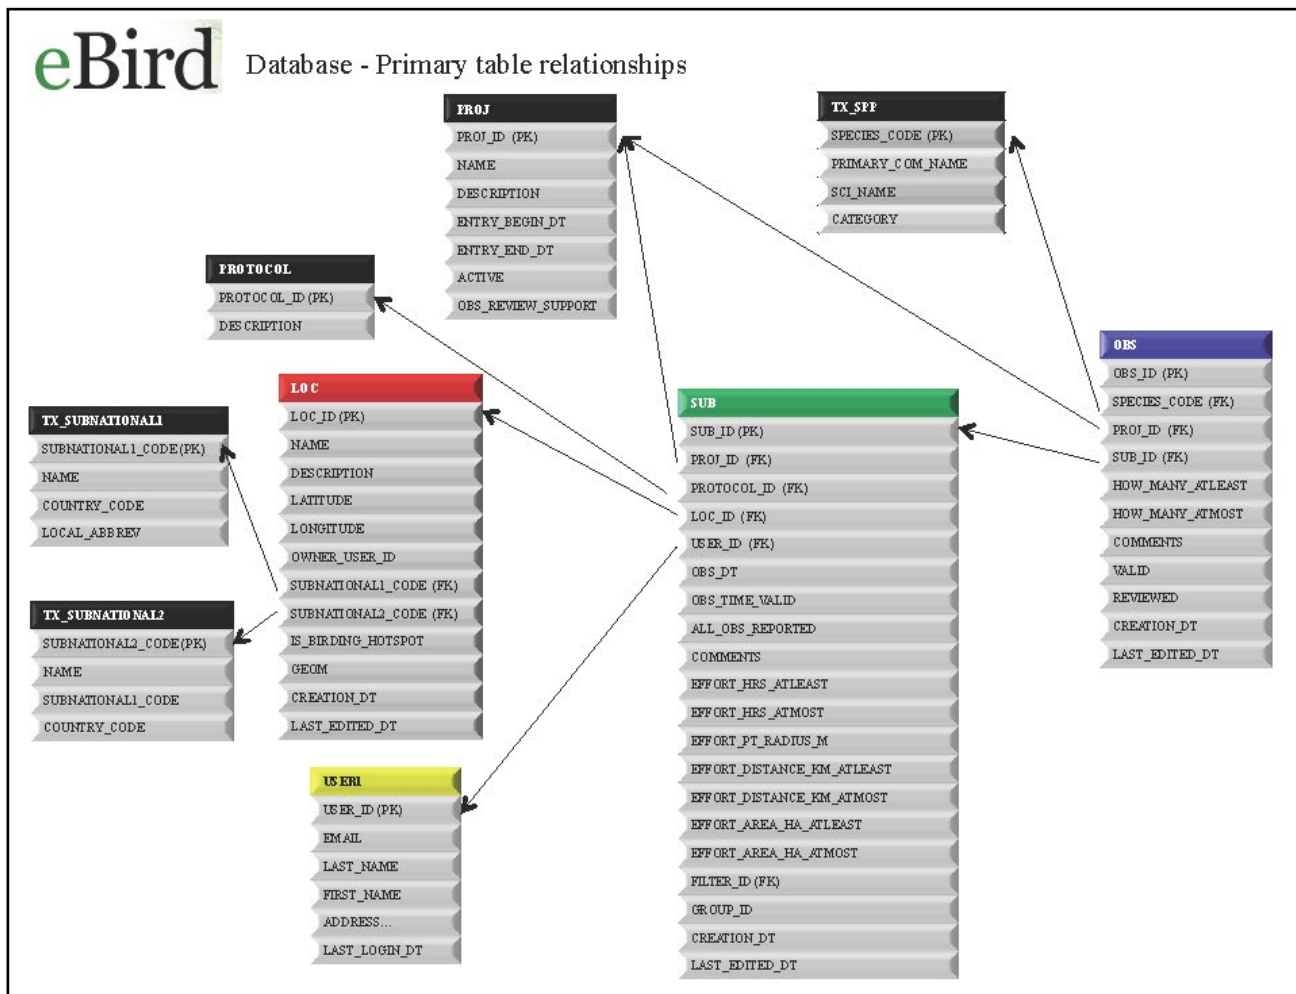 eBird
Database - Primary table relationships
PROJ
PROJ_ID (PK)
NAME
DESCRIPTION
ENTRY_BEGIN_DT
ENTRY_END_DT
ACTIVE
OBS_REVIEW_SUPPORT
TX_SPP
SPECIES_CODE (PK)
PRIMARY_COM_NAME
SCI_NAME
CATEGORY
PROTOCOL
PROTOCOL_ID (PK)
DESCRIPTION
LOC
LOC_ID (PK)
NAME
DESCRIPTION
LATITUDE
LONGITUDE
OWNER_USER_ID
SUBNATIONAL1_CODE (FK)
SUBNATIONAL2_CODE (FK)
IS_BIRDING_HOTSPOT
GEOM
CREATION_DT
LAST_EDITED_DT
TX_SUBNATIONAL1
SUBNATIONAL1_CODE(PK)
NAME
COUNTRY_CODE
LOCAL_ABBREV
TX_SUBNATIONAL2
SUBNATIONAL2_CODE(PK)
NAME
SUBNATIONAL1_CODE
COUNTRY_CODE
USER1
USER_ID (PK)
EMAIL
LAST_NAME
FIRST_NAME
ADDRESS...
LAST_LOGIN_DT
SUB
SUB_ID (PK)
PROJ_ID (FK)
PROTOCOL_ID (FK)
LOC_ID (FK)
USER_ID (FK)
OBS_DT
OBS_TIME_VALID
ALL_OBS_REPORTED
COMMENTS
EFFORT_HRS_ATLEAST
EFFORT_HRS_ATMOST
EFFORT_PT_RADIUS_M
EFFORT_DISTANCE_KM_ATLEAST
EFFORT_DISTANCE_KM_ATMOST
EFFORT_AREA_HA_ATLEAST
EFFORT_AREA_HA_ATMOST
FILTER_ID (FK)
GROUP_ID
CREATION_DT
LAST_EDITED_DT
OBS
OBS_ID (PK)
SPECIES_CODE (FK)
PROJ_ID (FK)
SUB_ID (FK)
HOW_MANY_ATLEAST
HOW_MANY_ATMOST
COMMENTS
VALID
REVIEWED
CREATION_DT
LAST_EDITED_DT